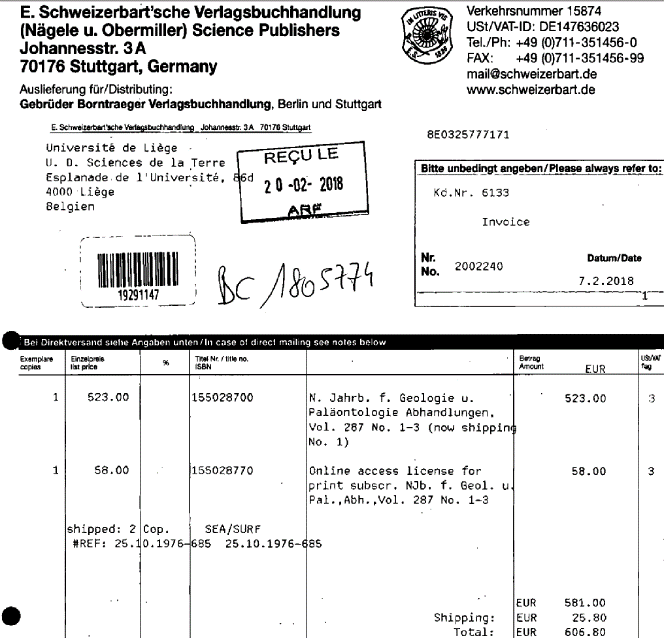 E. Schweizerbart'sche Verlagsbuchhandlung
(Nägele u. Obermiller) Science Publishers
Johannesstr. 3 A
70176 Stuttgart, Germany
Auslieferung für/Distributing:
Gebrüder Borntraeger Verlagsbuchhandlung, Berlin und Stuttgart
Verkehrsnummer 15874
USt/VAT-ID: DE147636023
Tel./Ph: +49 (0)711-351456-0
FAX: +49 (0)711-351456-99
mail@schweizerbart.de
www.schweizerbart.de
E. Schweizerbart'sche Verlagsbuchhandlung Johannesstr. 3A 70176 Stuttgart
Université de Liège
U. D. Sciences de la Terre
Esplanade de l'Université, 86d
4000 Liège
Belgien
REÇU LE
20-02-2018
ARF
8E0325777171
Bitte unbedingt angeben/Please always refer to:
Kd.Nr. 6133
Invoice
Nr. Datum/Date
No. 2002240 7.2.2018
1
19291147
BC/1805774
Bei Direktversand siehe Angaben unten/In case of direct mailing see notes below
Exemplare Einzelpreis % Titel Nr. / title no. Betrag USt/VAT
copies list price ISBN Amount EUR flag
1 523.00 155028700 N. Jahrb. f. Geologie u. 523.00 3
Paläontologie Abhandlungen,
Vol. 287 No. 1-3 (now shipping
No. 1)
1 58.00 155028770 Online access license for 58.00 3
print subscr. NJb. f. Geol. u.
Pal.,Abh.,Vol. 287 No. 1-3
shipped: 2 Cop. SEA/SURF
#REF: 25.10.1976-685 25.10.1976-685
EUR 581.00
Shipping: EUR 25.80
Total: EUR 606.80